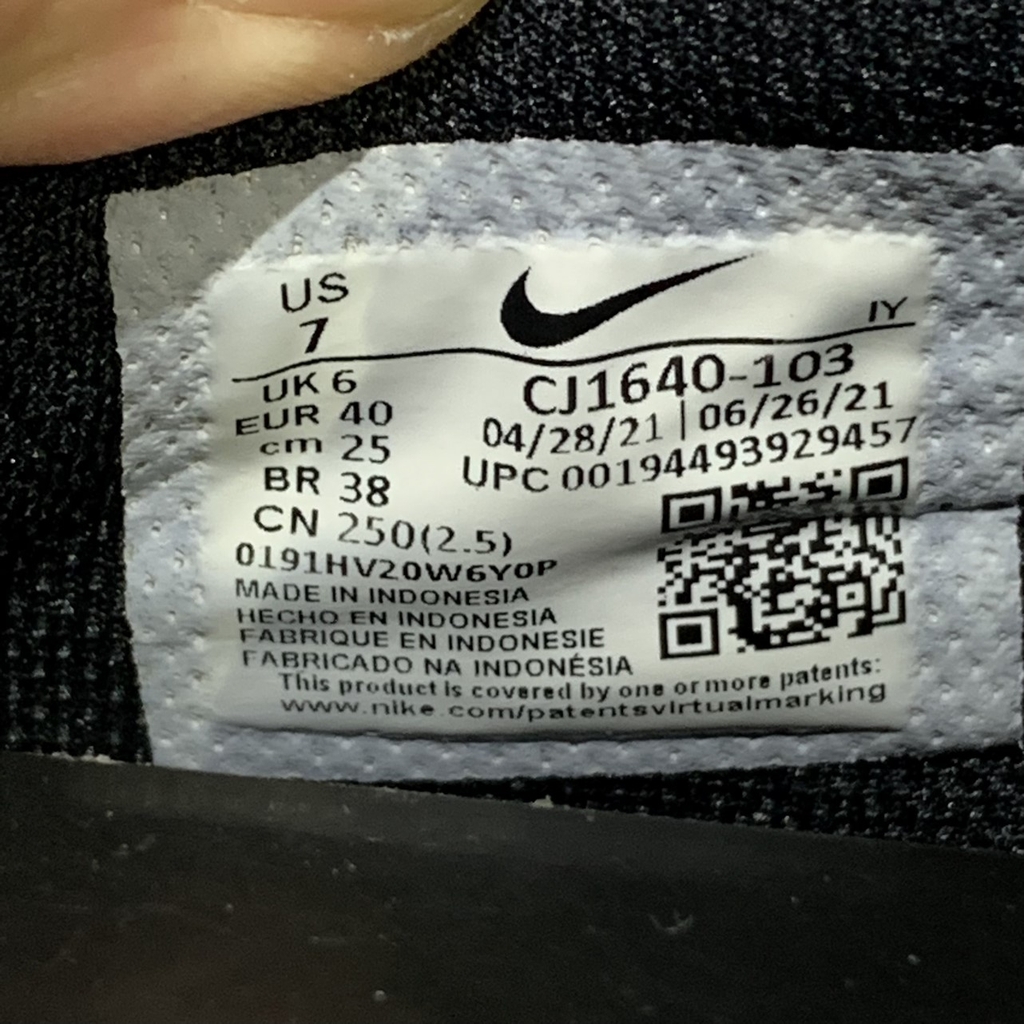 US
7
IY
UK 6
EUR 40
cm 25
BR 38
CN 250(2.5)
CJ1640-103
04/28/21 | 06/26/21
UPC 00194493929457
0191HV20W6Y0P
MADE IN INDONESIA
HECHO EN INDONESIA
FABRIQUE EN INDONESIE
FABRICADO NA INDONÉSIA
This product is covered by one or more patents:
www.nike.com/patentsvirtualmarking